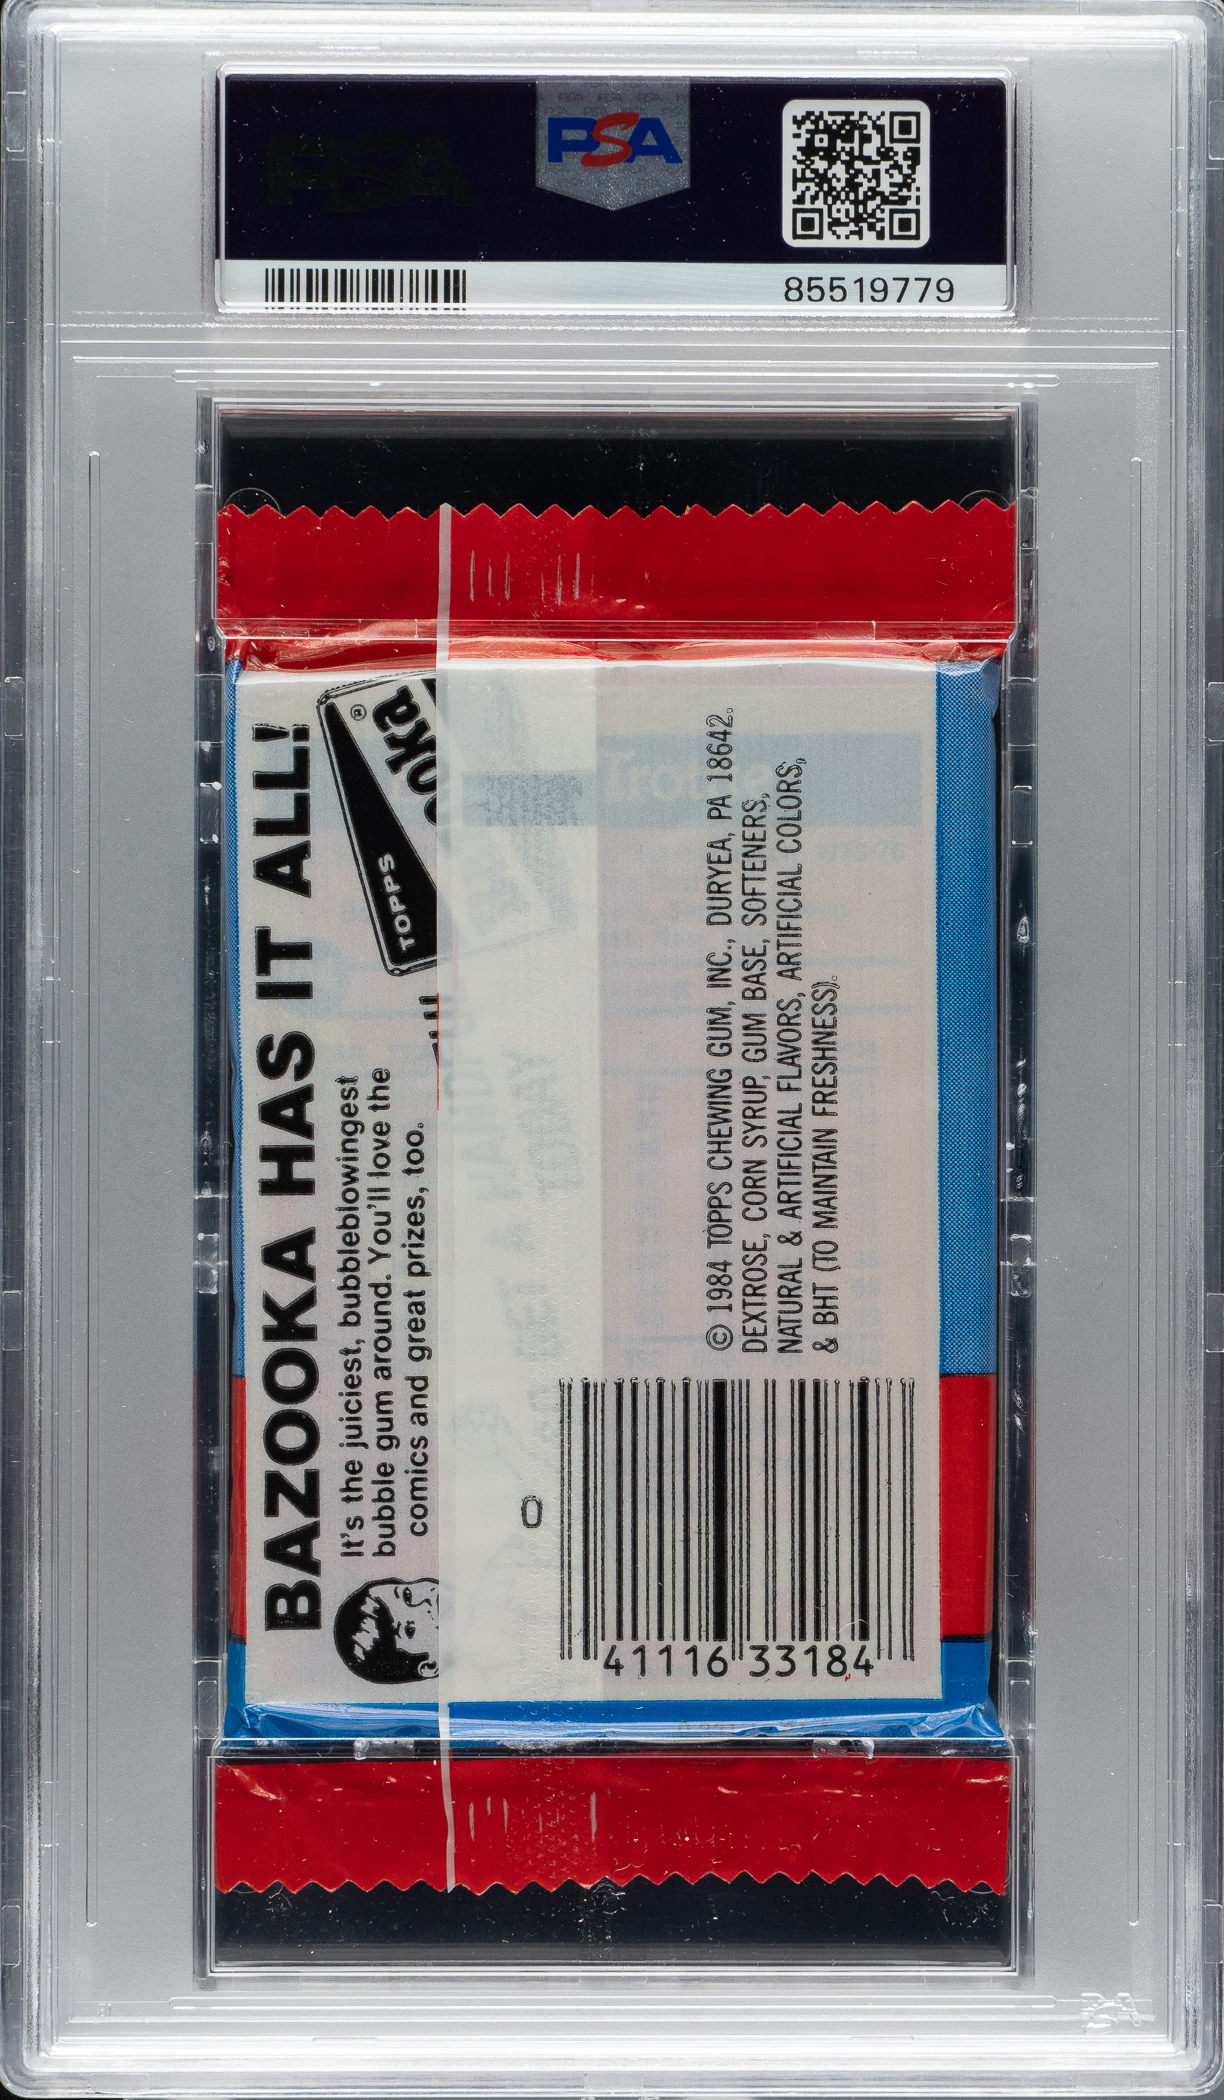 PSA
85519779
BAZOOKA HAS IT ALL!
It's the juiciest, bubbleblowingest
bubble gum around. You'll love the
comics and great prizes, too.
TOPPS
ooka
®
© 1984 TOPPS CHEWING GUM, INC., DURYEA, PA 18642.
DEXTROSE, CORN SYRUP, GUM BASE, SOFTENERS,
NATURAL & ARTIFICIAL FLAVORS, ARTIFICIAL COLORS,
& BHT (TO MAINTAIN FRESHNESS).
0
41116 33184
PSA